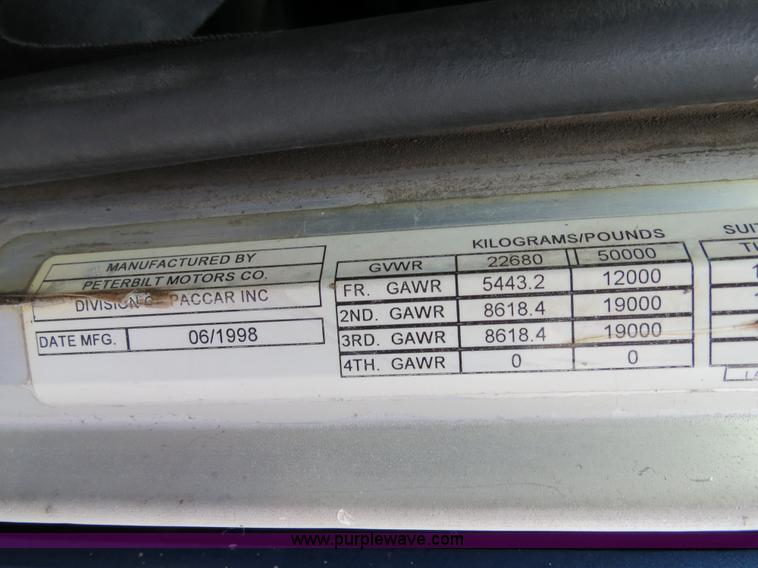 MANUFACTURED BY
PETERBILT MOTORS CO.
DIVISION PACCAR INC
DATE MFG. 06/1998
KILOGRAMS/POUNDS
GVWR 22680 50000
FR. GAWR 5443.2 12000
2ND. GAWR 8618.4 19000
3RD. GAWR 8618.4 19000
4TH. GAWR 0 0
www.purplewave.com